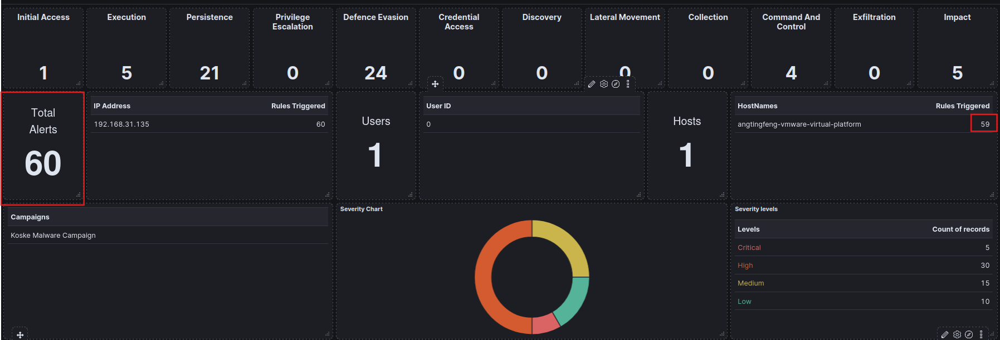 Initial Access
1
Execution
5
Persistence
21
Privilege
Escalation
0
Defence Evasion
24
Credential
Access
0
Discovery
0
Lateral Movement
0
Collection
0
Command And
Control
4
Exfiltration
0
Impact
5
Total
Alerts
60
IP Address Rules Triggered
192.168.31.135 60
Users
1
User ID
0
Hosts
1
HostNames Rules Triggered
angtingfeng-vmware-virtual-platform 59
Campaigns
Koske Malware Campaign
Severity Chart
Severity levels
Levels Count of records
Critical 5
High 30
Medium 15
Low 10